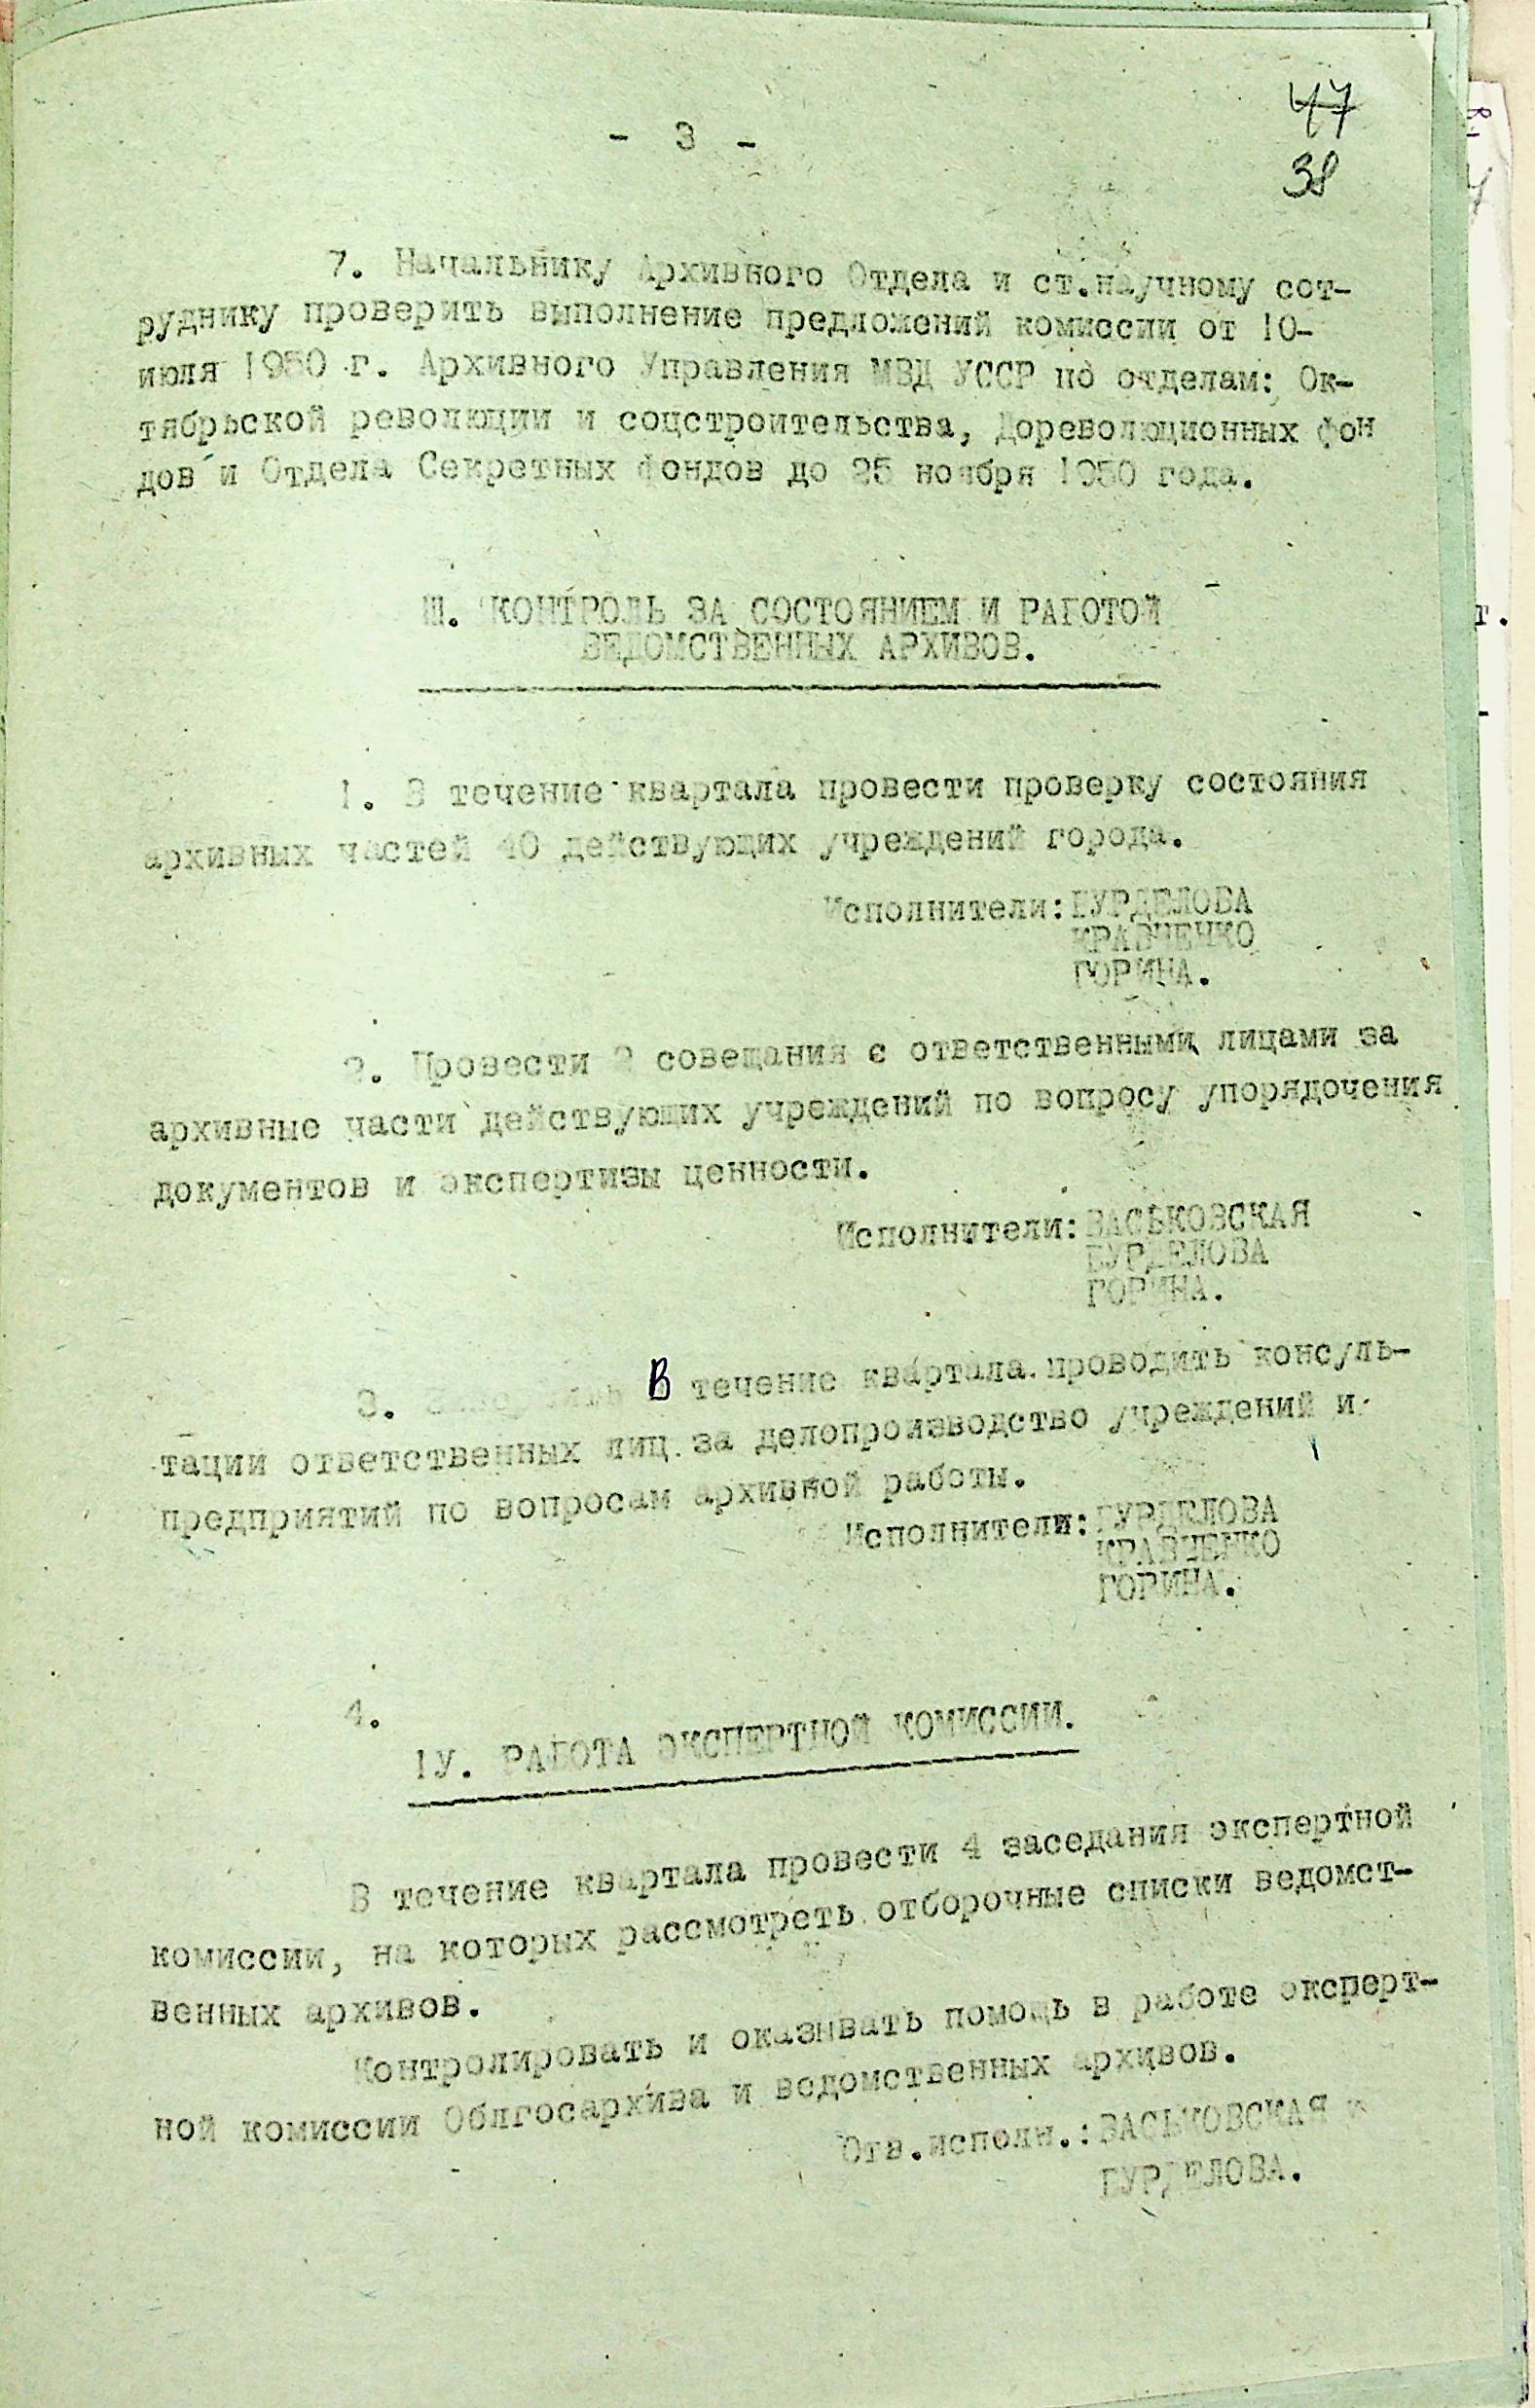 - 3 -
47
38
7. Начальнику Архивного Отдела и ст.научному сот-
руднику проверить выполнение предложений комиссии от 10-
июля 1950 г. Архивного Управления МВД УССР по отделам: Ок-
тябрьской революции и соцстроительства, Дореволюционных фон
дов и Отдела Секретных фондов до 25 ноября 1950 года.
Ш. КОНТРОЛЬ ЗА СОСТОЯНИЕМ И РАБОТОЙ
ВЕДОМСТВЕННЫХ АРХИВОВ.
1. В течение квартала провести проверку состояния
архивных частей 40 действующих учреждений города.
Исполнители: БУРДЕЛОВА
КРАВЧЕНКО
ГОРИНА.
2. Провести 2 совещания с ответственными лицами за
архивные части действующих учреждений по вопросу упорядочения
документов и экспертизы ценности.
Исполнители: ВАСЬКОВСКАЯ
БУРДЕЛОВА
ГОРИНА.
3. В течение квартала проводить консуль-
тации ответственных лиц за делопроизводство учреждений и
предприятий по вопросам архивной работы.
Исполнители: БУРДЕЛОВА
КРАВЧЕНКО
ГОРИНА.
4.
1У. РАБОТА ЭКСПЕРТНОЙ КОМИССИИ.
В течение квартала провести 4 заседания экспертной
комиссии, на которых рассмотреть отборочные списки ведомст-
венных архивов.
Контролировать и оказывать помощь в работе эксперт-
ной комиссии Облгосархива и ведомственных архивов.
Отв.исполн.: ВАСЬКОВСКАЯ и
БУРДЕЛОВА.